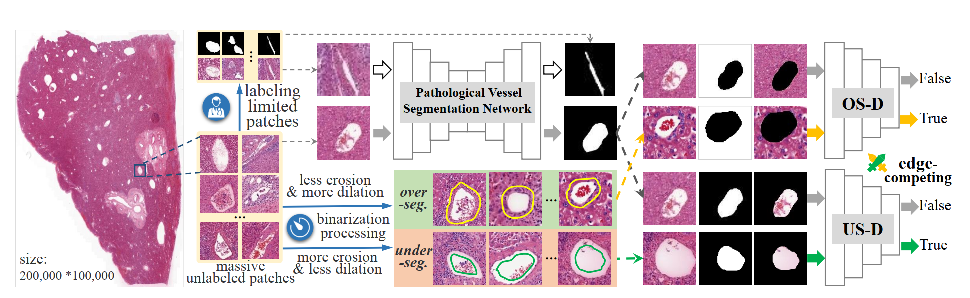 size:
200,000 *100,000
labeling
limited
patches
massive
unlabeled patches
Pathological Vessel
Segmentation Network
less erosion
& more dilation
binarization
processing
more erosion
& less dilation
over
-seg.
under
-seg.
OS-D
False
True
edge-
competing
US-D
False
True